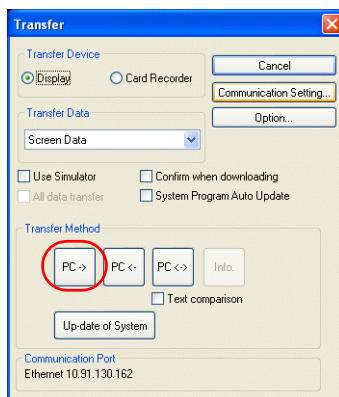 Transfer
Transfer Device
Display
Card Recorder
Cancel
Communication Setting...
Option...
Transfer Data
Screen Data
Use Simulator
Confirm when downloading
All data transfer
System Program Auto Update
Transfer Method
PC ->
PC <-
PC <->
Info.
Text comparison
Up-date of System
Communication Port
Ethernet 10.91.130.162